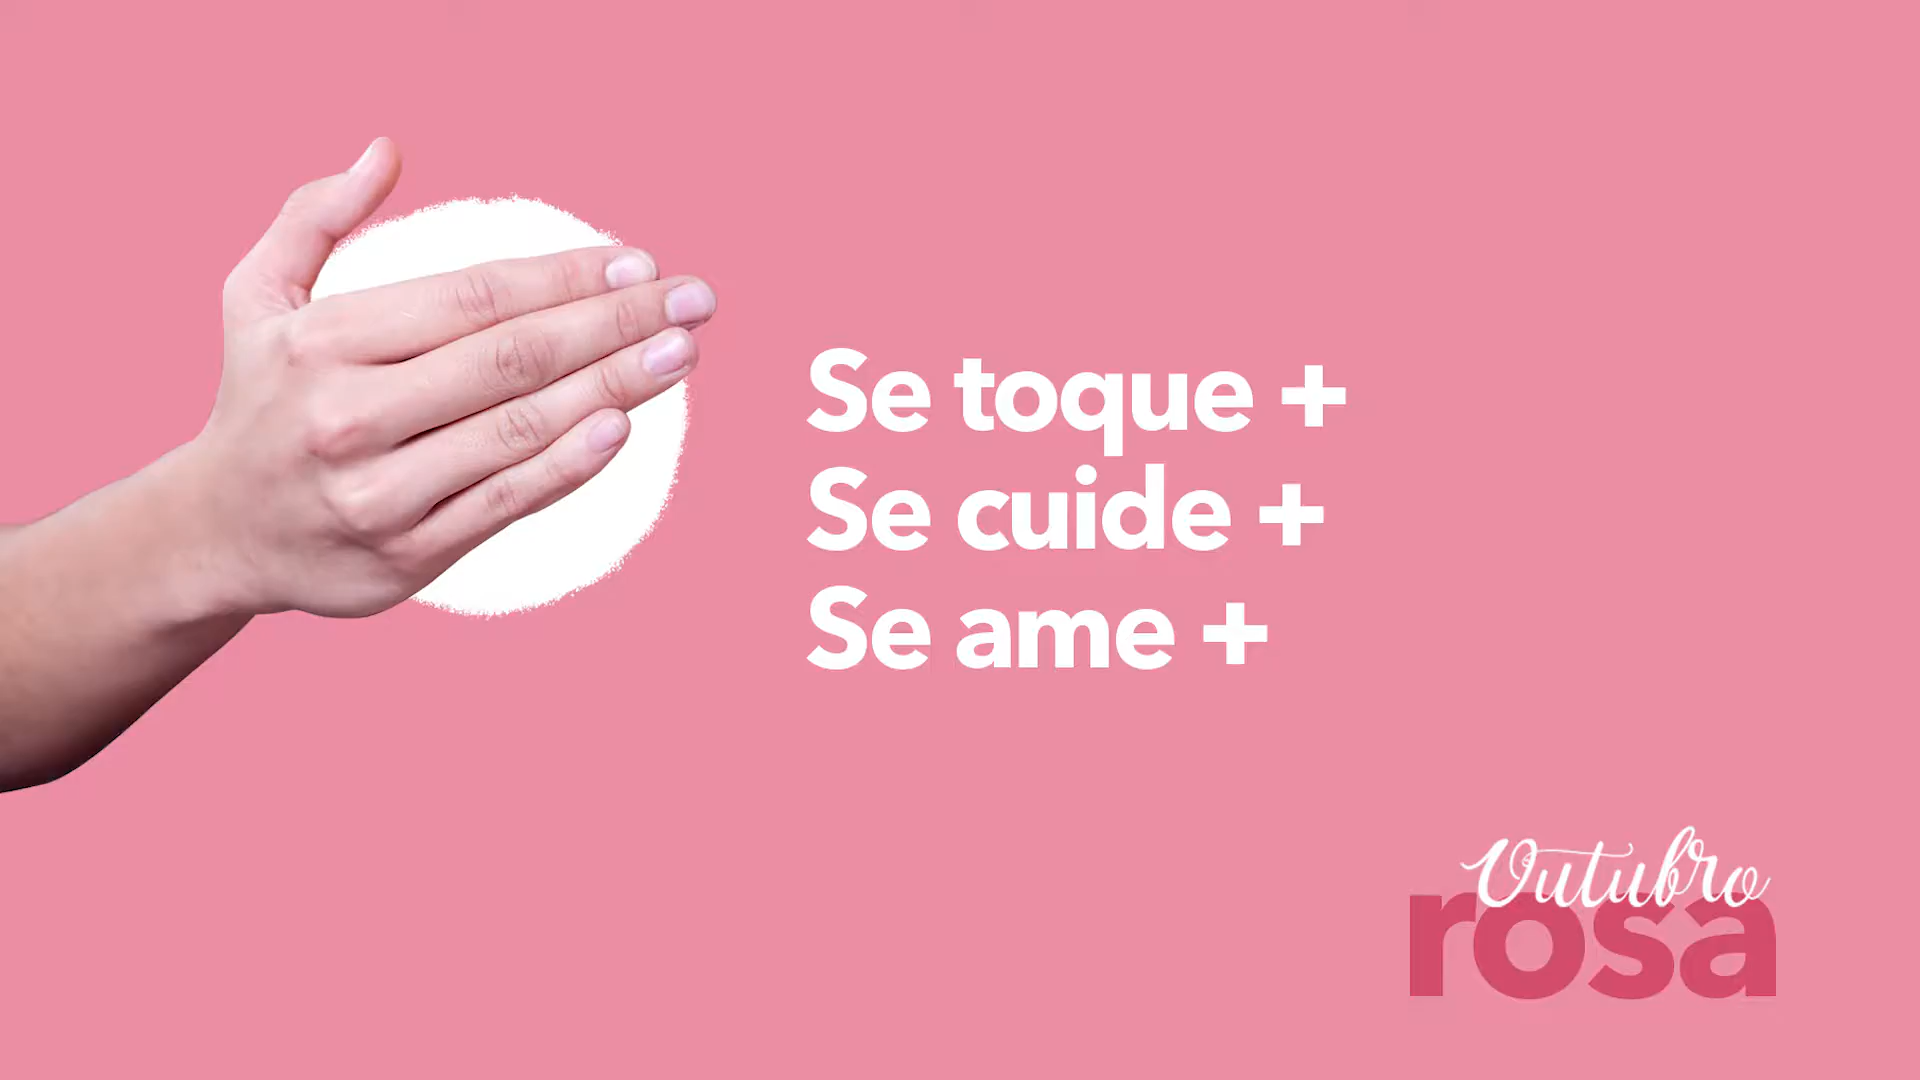 Se toque +
Se cuide +
Se ame +
Outubro
rosa